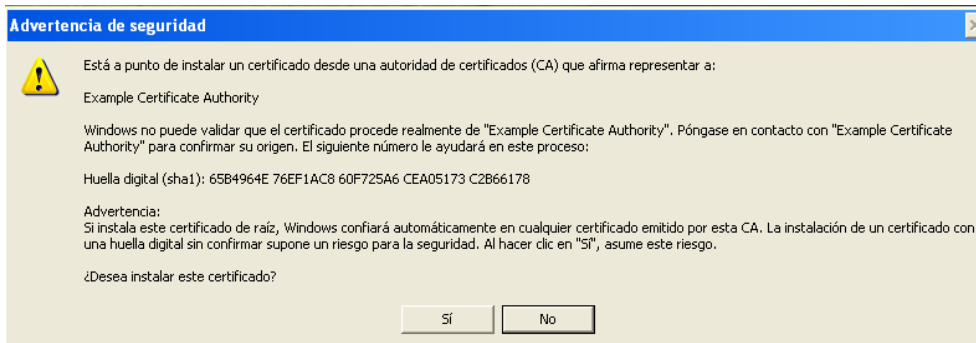 Advertencia de seguridad
Está a punto de instalar un certificado desde una autoridad de certificados (CA) que afirma representar a:
Example Certificate Authority
Windows no puede validar que el certificado procede realmente de "Example Certificate Authority". Póngase en contacto con "Example Certificate
Authority" para confirmar su origen. El siguiente número le ayudará en este proceso:
Huella digital (sha1): 65B4964E 76EF1AC8 60F725A6 CEA05173 C2B66178
Advertencia:
Si instala este certificado de raíz, Windows confiará automáticamente en cualquier certificado emitido por esta CA. La instalación de un certificado con
una huella digital sin confirmar supone un riesgo para la seguridad. Al hacer clic en "Sí", asume este riesgo.
¿Desea instalar este certificado?
Sí No